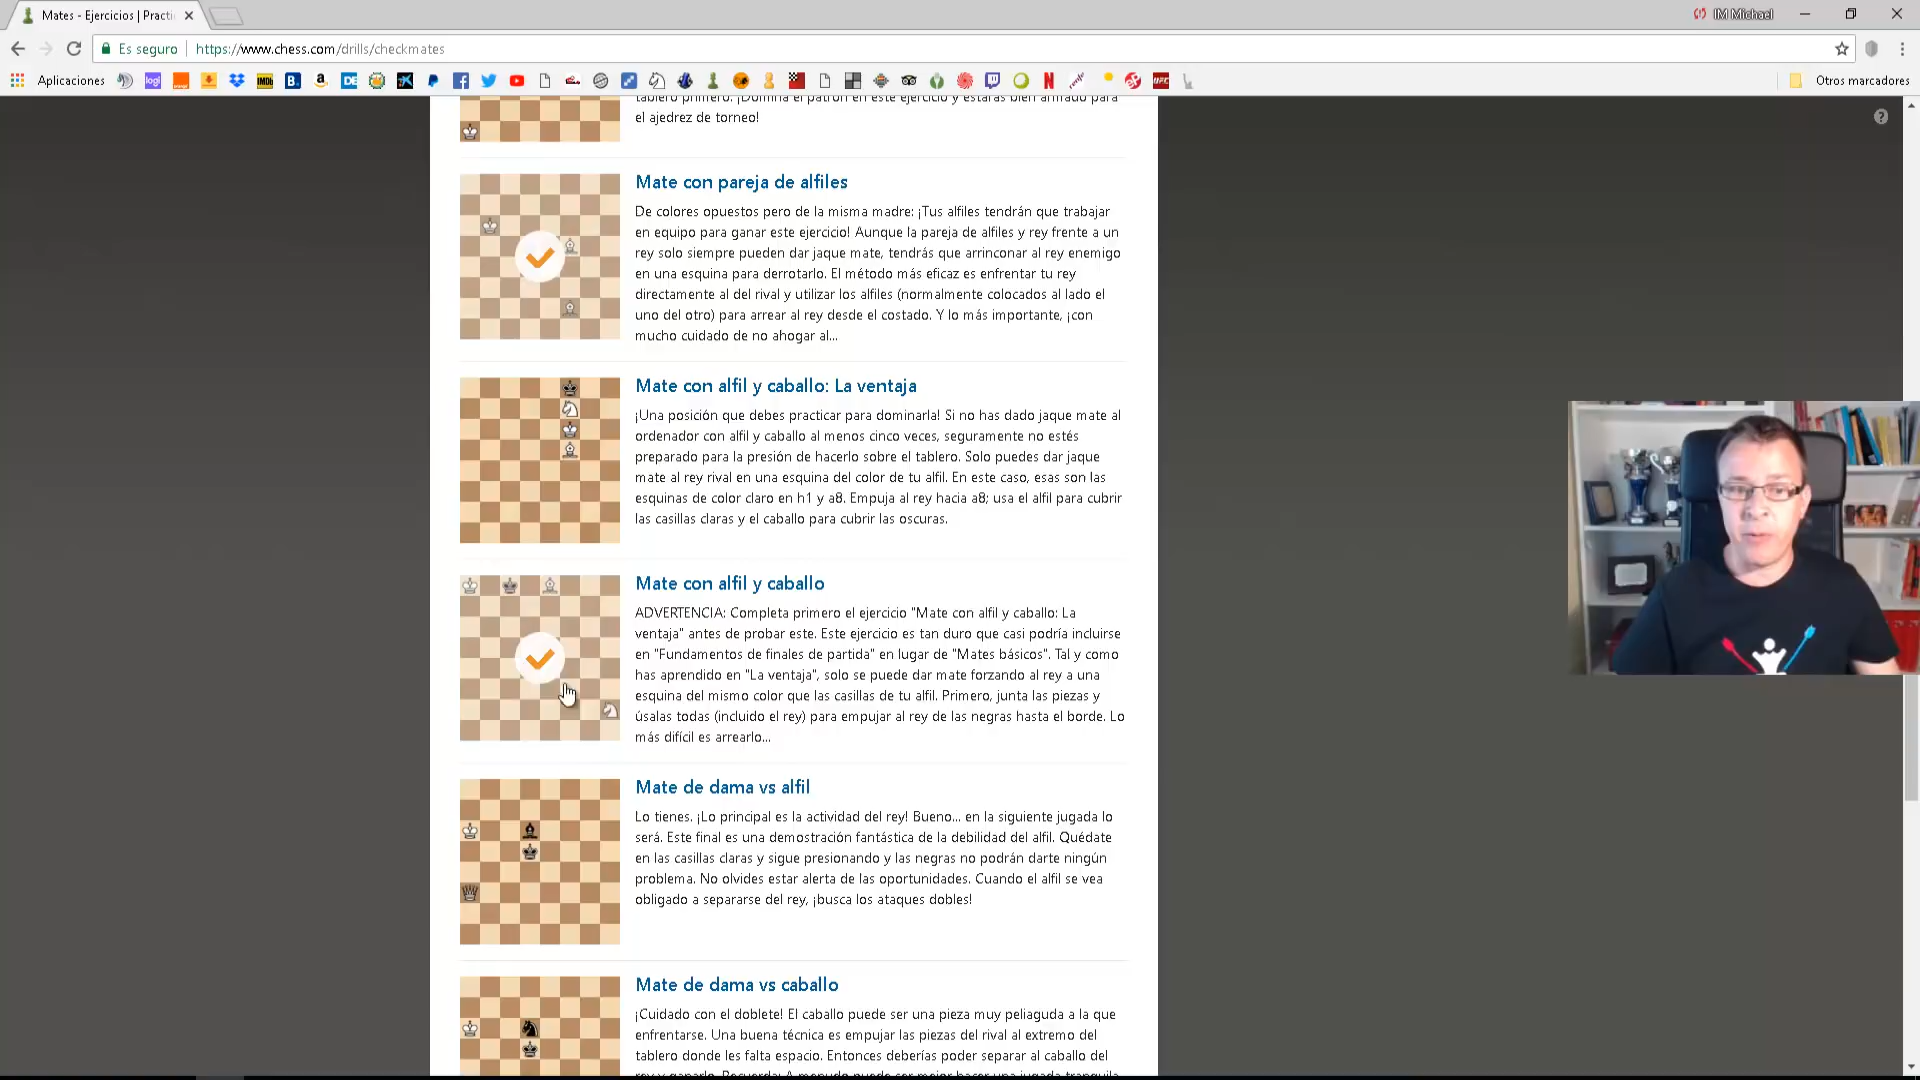 Mates - Ejercicios | Practi
IM Michael
Es seguro
https://www.chess.com/drills/checkmates
Aplicaciones
Otros marcadores
tablero primero. ¡Domina el patrón en este ejercicio y estarás bien armado para
el ajedrez de torneo!
Mate con pareja de alfiles
De colores opuestos pero de la misma madre: ¡Tus alfiles tendrán que trabajar
en equipo para ganar este ejercicio! Aunque la pareja de alfiles y rey frente a un
rey solo siempre pueden dar jaque mate, tendrás que arrinconar al rey enemigo
en una esquina para derrotarlo. El método más eficaz es enfrentar tu rey
directamente al del rival y utilizar los alfiles (normalmente colocados al lado el
uno del otro) para arrear al rey desde el costado. Y lo más importante, ¡con
mucho cuidado de no ahogar al...
Mate con alfil y caballo: La ventaja
¡Una posición que debes practicar para dominarla! Si no has dado jaque mate al
ordenador con alfil y caballo al menos cinco veces, seguramente no estés
preparado para la presión de hacerlo sobre el tablero. Solo puedes dar jaque
mate al rey rival en una esquina del color de tu alfil. En este caso, esas son las
esquinas de color claro en h1 y a8. Empuja al rey hacia a8; usa el alfil para cubrir
las casillas claras y el caballo para cubrir las oscuras.
Mate con alfil y caballo
ADVERTENCIA: Completa primero el ejercicio "Mate con alfil y caballo: La
ventaja" antes de probar este. Este ejercicio es tan duro que casi podría incluirse
en "Fundamentos de finales de partida" en lugar de "Mates básicos". Tal y como
has aprendido en "La ventaja", solo se puede dar mate forzando al rey a una
esquina del mismo color que las casillas de tu alfil. Primero, junta las piezas y
úsalas todas (incluido el rey) para empujar al rey de las negras hasta el borde. Lo
más difícil es arrearlo...
Mate de dama vs alfil
Lo tienes. ¡Lo principal es la actividad del rey! Bueno... en la siguiente jugada lo
será. Este final es una demostración fantástica de la debilidad del alfil. Quédate
en las casillas claras y sigue presionando y las negras no podrán darte ningún
problema. No olvides estar alerta de las oportunidades. Cuando el alfil se vea
obligado a separarse del rey, ¡busca los ataques dobles!
Mate de dama vs caballo
¡Cuidado con el doblete! El caballo puede ser una pieza muy peliaguda a la que
enfrentarse. Una buena técnica es empujar las piezas del rival al extremo del
tablero donde les falta espacio. Entonces deberías poder separar al caballo del
rey y ganarlo. Recuerda: A menudo puede ser mejor hacer una jugada tranquila